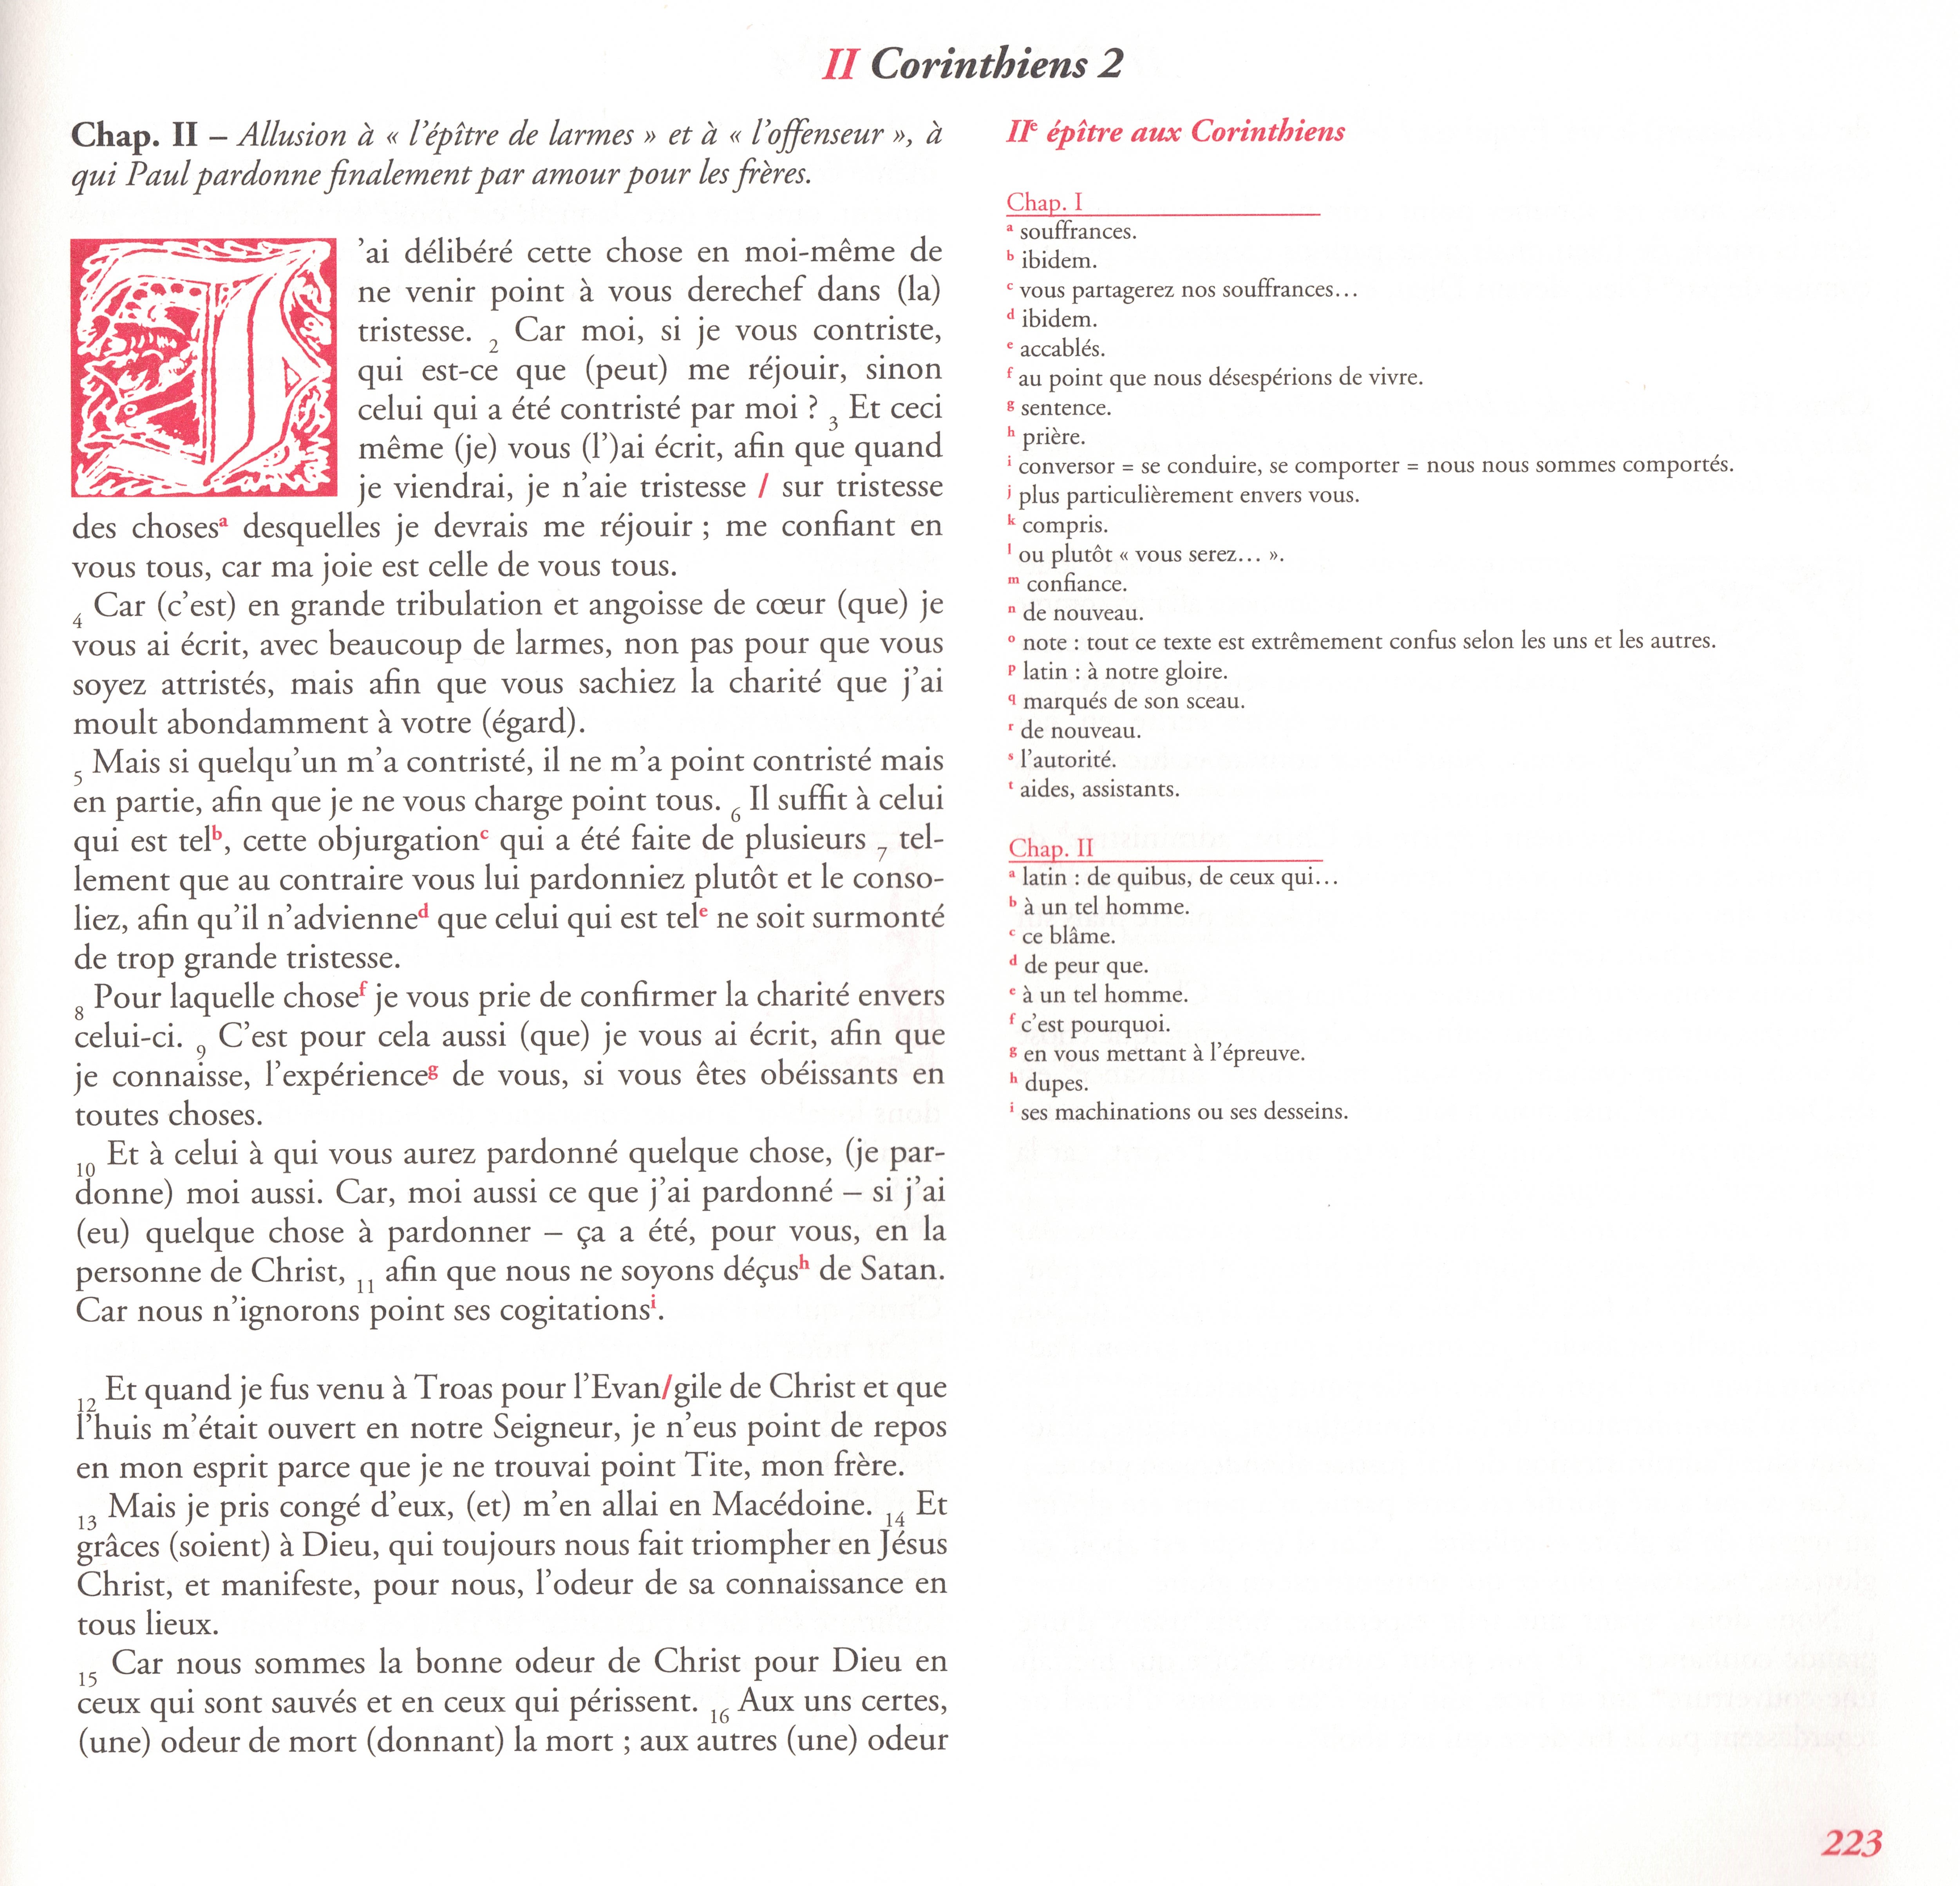 II Corinthiens 2
Chap. II – Allusion à « l'épître de larmes » et à « l'offenseur », à
qui Paul pardonne finalement par amour pour les frères.
J
’ai délibéré cette chose en moi-même de
ne venir point à vous derechef dans (la)
tristesse. 2 Car moi, si je vous contriste,
qui est-ce que (peut) me réjouir, sinon
celui qui a été contristé par moi ? 3 Et ceci
même (je) vous (l’)ai écrit, afin que quand
je viendrai, je n’aie tristesse / sur tristesse
des chosesa desquelles je devrais me réjouir ; me confiant en
vous tous, car ma joie est celle de vous tous.
4 Car (c’est) en grande tribulation et angoisse de cœur (que) je
vous ai écrit, avec beaucoup de larmes, non pas pour que vous
soyez attristés, mais afin que vous sachiez la charité que j’ai
moult abondamment à votre (égard).
5 Mais si quelqu’un m’a contristé, il ne m’a point contristé mais
en partie, afin que je ne vous charge point tous. 6 Il suffit à celui
qui est telb, cette objurgationc qui a été faite de plusieurs 7 tel-
lement que au contraire vous lui pardonniez plutôt et le conso-
liez, afin qu’il n’advienned que celui qui est tele ne soit surmonté
de trop grande tristesse.
8 Pour laquelle chosef je vous prie de confirmer la charité envers
celui-ci. 9 C’est pour cela aussi (que) je vous ai écrit, afin que
je connaisse, l’expérienceg de vous, si vous êtes obéissants en
toutes choses.
10 Et à celui à qui vous aurez pardonné quelque chose, (je par-
donne) moi aussi. Car, moi aussi ce que j’ai pardonné – si j’ai
(eu) quelque chose à pardonner – ça a été, pour vous, en la
personne de Christ, 11 afin que nous ne soyons déçush de Satan.
Car nous n’ignorons point ses cogitationsi.
12 Et quand je fus venu à Troas pour l’Evan/gile de Christ et que
l’huis m’était ouvert en notre Seigneur, je n’eus point de repos
en mon esprit parce que je ne trouvai point Tite, mon frère.
13 Mais je pris congé d’eux, (et) m’en allai en Macédoine. 14 Et
grâces (soient) à Dieu, qui toujours nous fait triompher en Jésus
Christ, et manifeste, pour nous, l’odeur de sa connaissance en
tous lieux.
15 Car nous sommes la bonne odeur de Christ pour Dieu en
ceux qui sont sauvés et en ceux qui périssent. 16 Aux uns certes,
(une) odeur de mort (donnant) la mort ; aux autres (une) odeur
IIe épître aux Corinthiens
Chap. I
a souffrances.
b ibidem.
c vous partagerez nos souffrances…
d ibidem.
e accablés.
f au point que nous désespérions de vivre.
g sentence.
h prière.
i conversor = se conduire, se comporter = nous nous sommes comportés.
j plus particulièrement envers vous.
k compris.
l ou plutôt « vous serez… ».
m confiance.
n de nouveau.
o note : tout ce texte est extrêmement confus selon les uns et les autres.
p latin : à notre gloire.
q marqués de son sceau.
r de nouveau.
s l’autorité.
t aides, assistants.
Chap. II
a latin : de quibus, de ceux qui…
b à un tel homme.
c ce blâme.
d de peur que.
e à un tel homme.
f c’est pourquoi.
g en vous mettant à l’épreuve.
h dupes.
i ses machinations ou ses desseins.
223